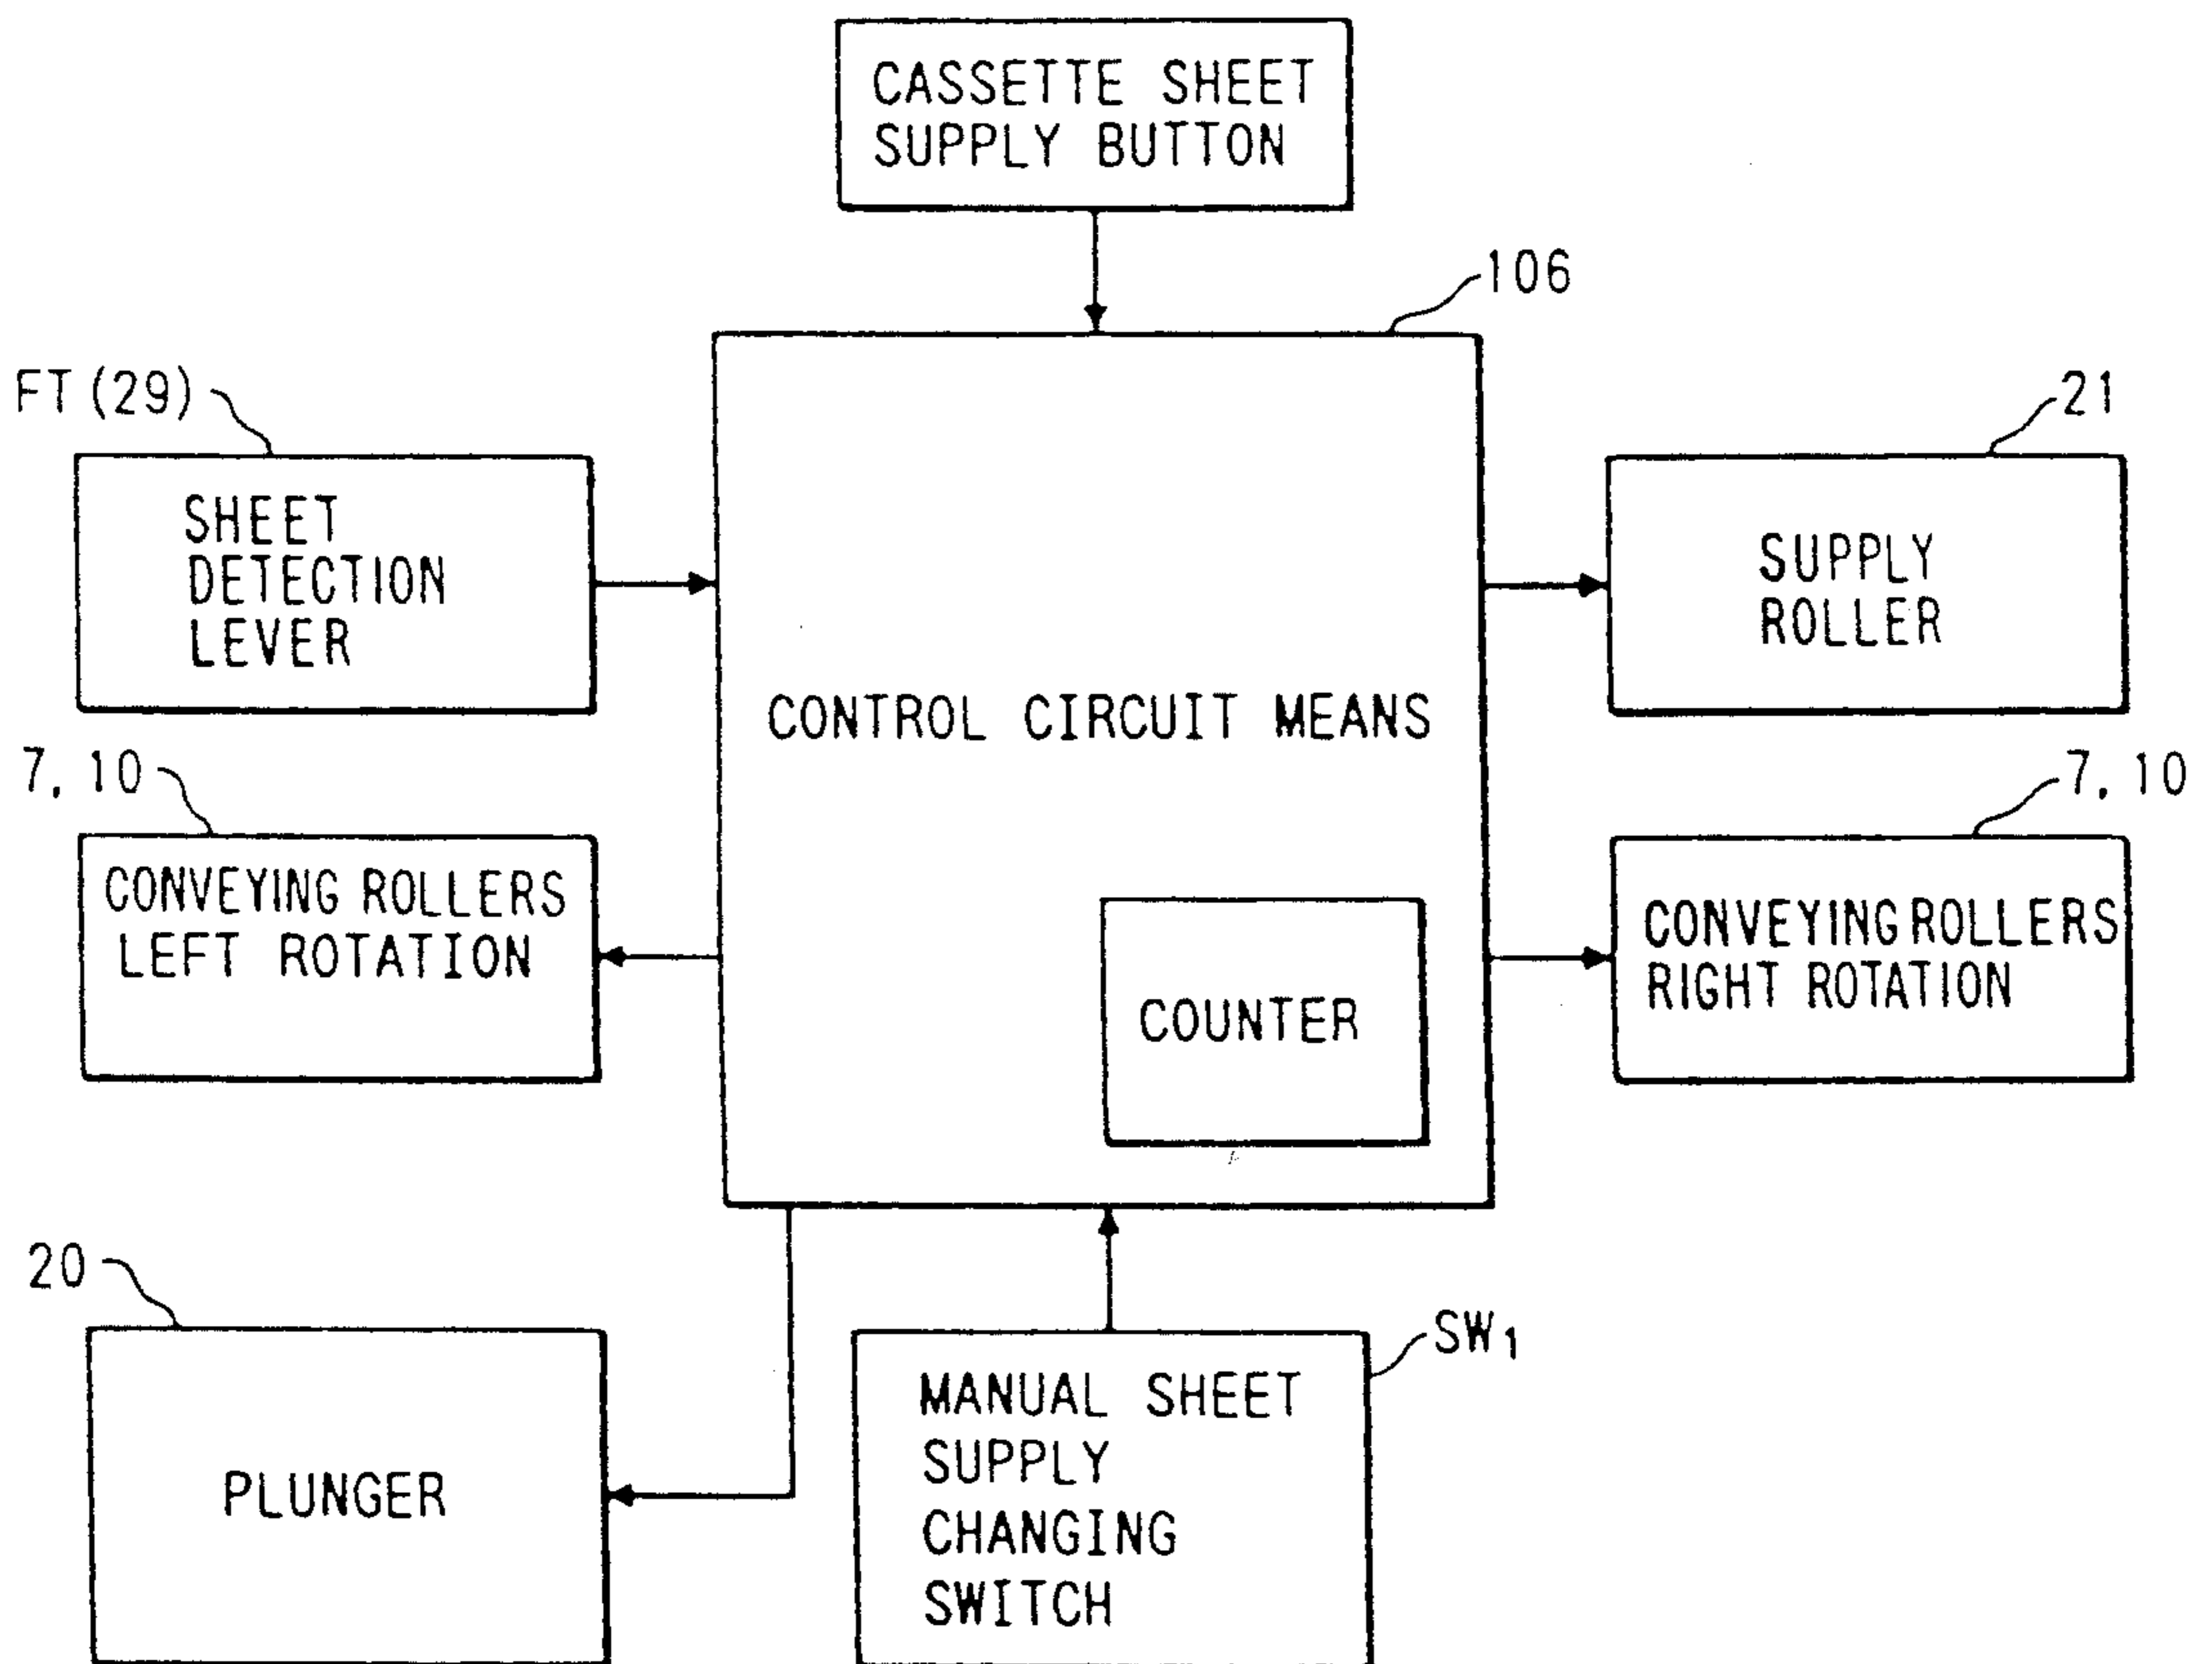 CASSETTE SHEET
SUPPLY BUTTON
106
FT (29)
21
SHEET
DETECTION
LEVER
SUPPLY
ROLLER
CONTROL CIRCUIT MEANS
7, 10
7, 10
CONVEYING ROLLERS
LEFT ROTATION
CONVEYING ROLLERS
RIGHT ROTATION
COUNTER
20
SW1
PLUNGER
MANUAL SHEET
SUPPLY
CHANGING
SWITCH